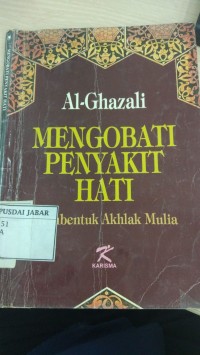 Al-Ghazali
MENGOBATI
PENYAKIT
HATI
bentuk Akhlak Mulia
PUSDAI JABAR
51
A
KARISMA